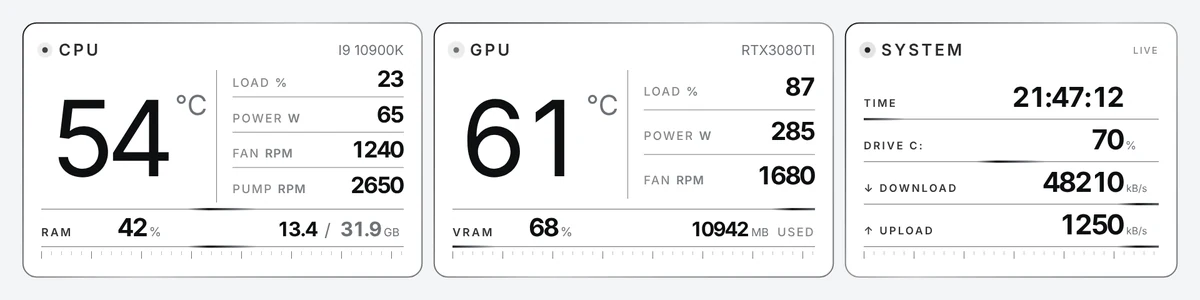 CPU I9 10900K
54 °C
LOAD % 23
POWER W 65
FAN RPM 1240
PUMP RPM 2650
RAM 42% 13.4 / 31.9 GB
GPU RTX3080TI
61 °C
LOAD % 87
POWER W 285
FAN RPM 1680
VRAM 68% 10942 MB USED
SYSTEM LIVE
TIME 21:47:12
DRIVE C: 70%
↓ DOWNLOAD 48210 kB/s
↑ UPLOAD 1250 kB/s